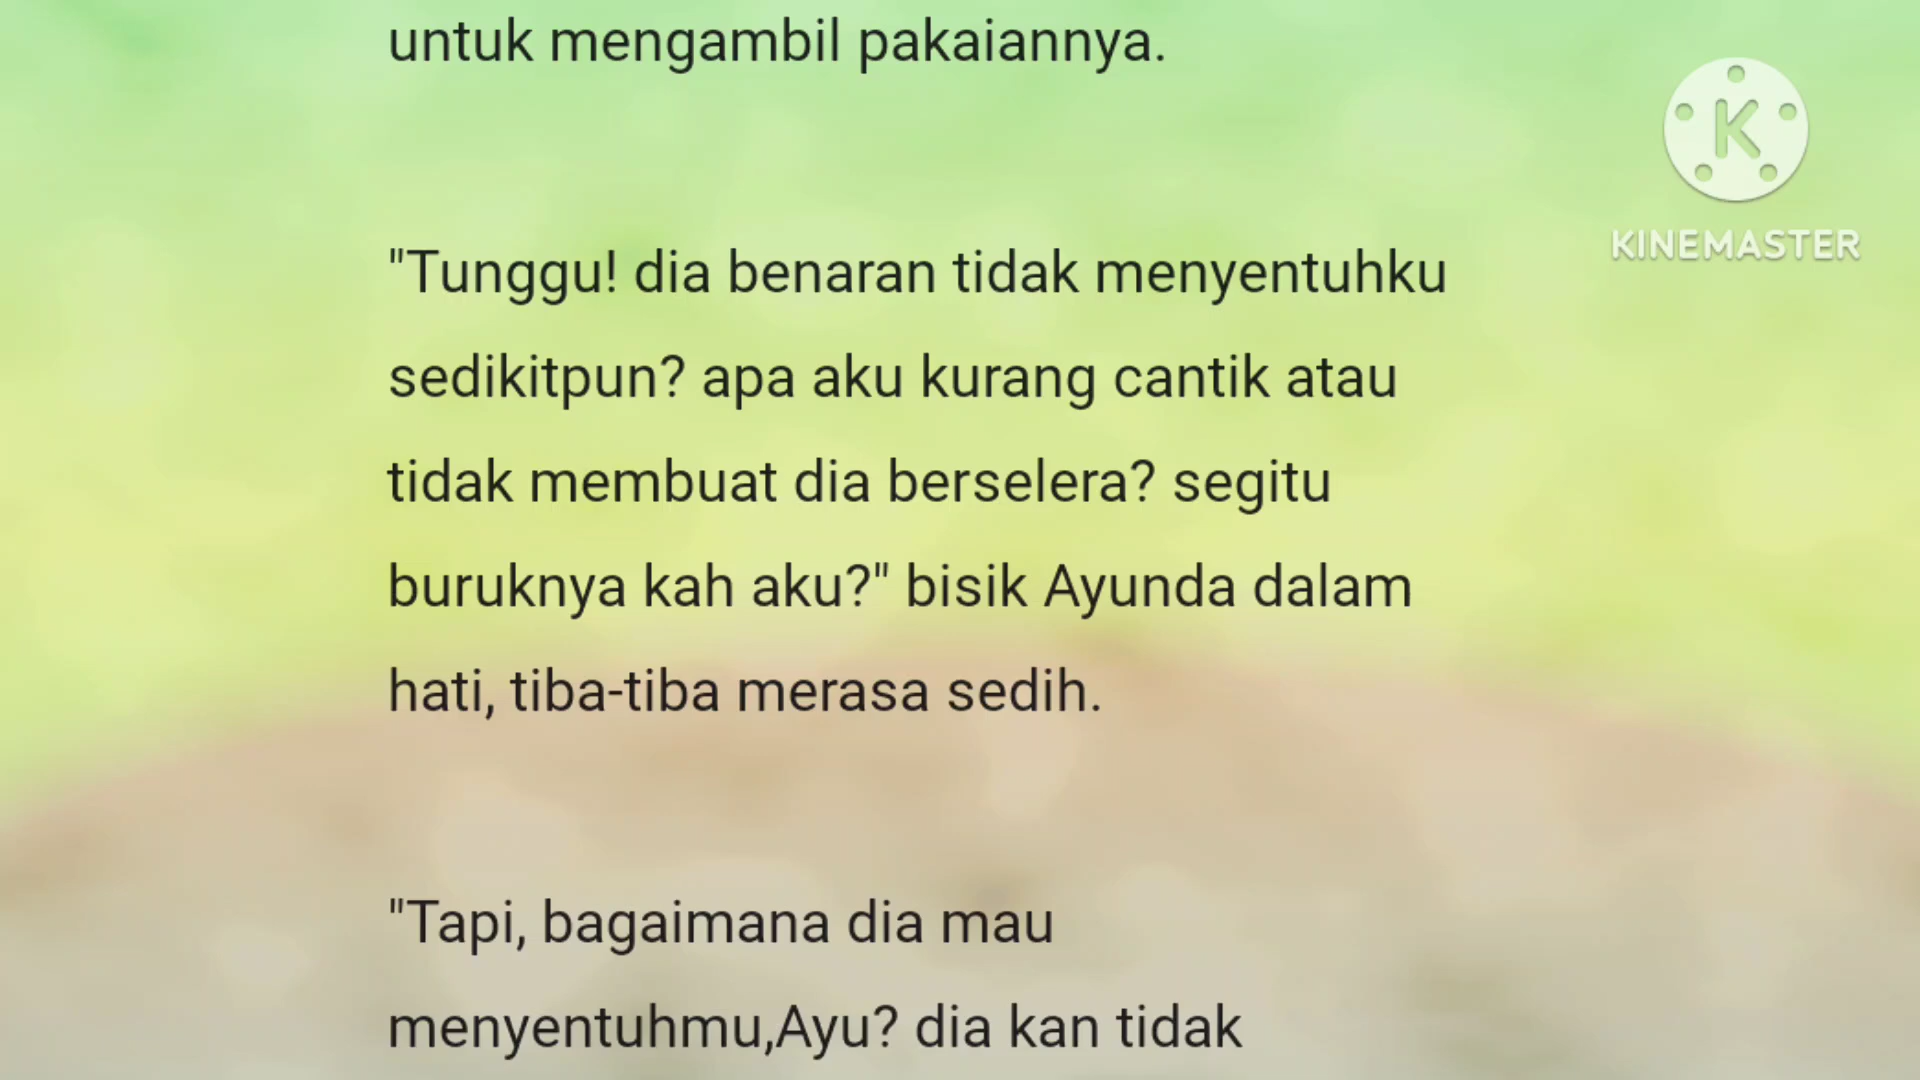 untuk mengambil pakaiannya.
"Tunggu! dia benaran tidak menyentuhku
sedikitpun? apa aku kurang cantik atau
tidak membuat dia berselera? segitu
buruknya kah aku?" bisik Ayunda dalam
hati, tiba-tiba merasa sedih.
"Tapi, bagaimana dia mau
menyentuhmu,Ayu? dia kan tidak
K
KINEMASTER